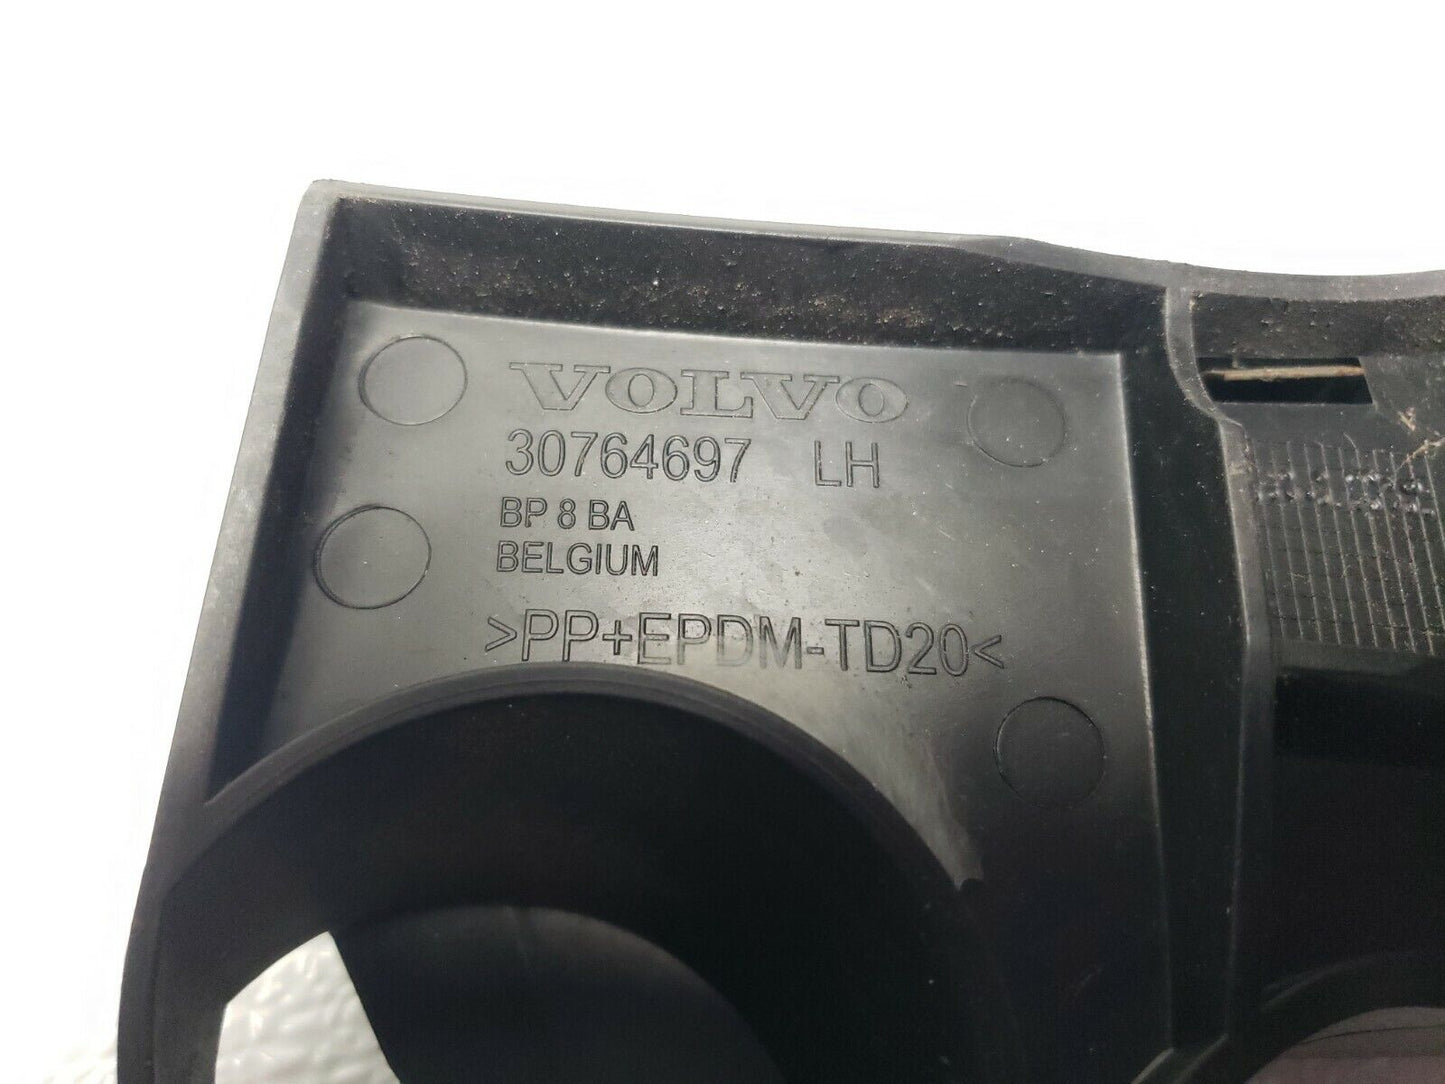 VOLVO
30764697 LH
BP 8 BA
BELGIUM
>PP+EPDM-TD20<